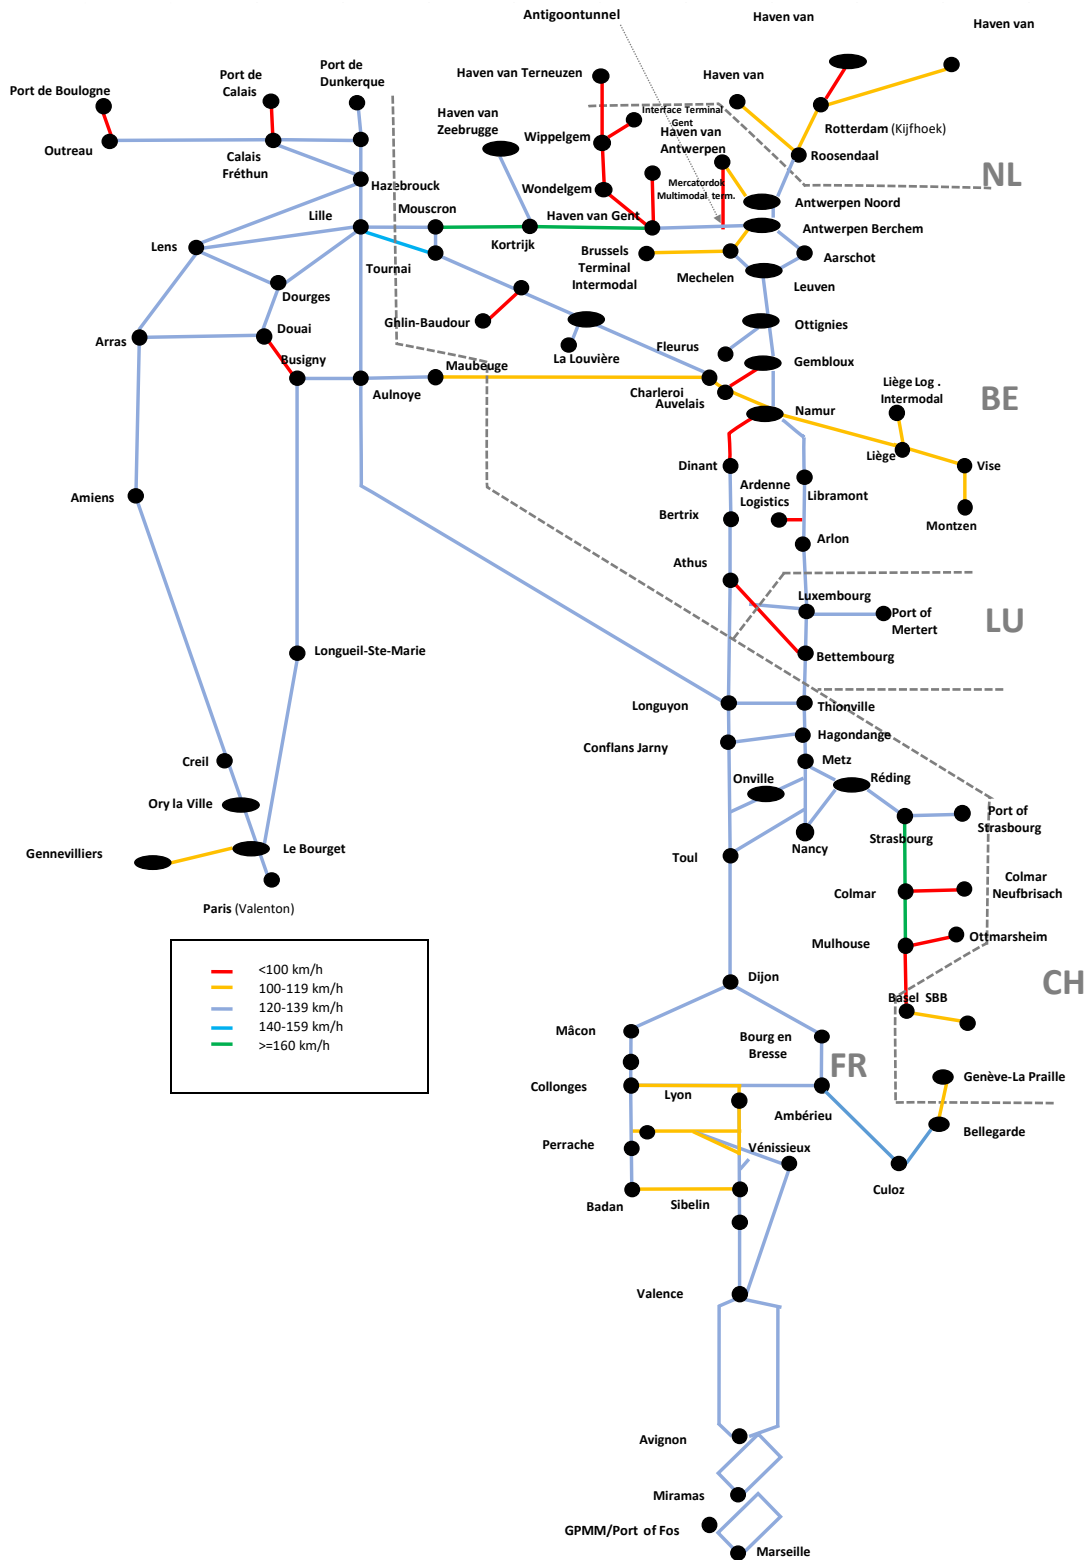 Antigoontunnel
Haven van
Haven van
Port de
Dunkerque
Port de
Calais
Port de Boulogne
Haven van Terneuzen
Haven van
Interface Terminal
Gent
Haven van
Zeebrugge
Wippelgem
Haven van
Antwerpen
Rotterdam (Kijfhoek)
Outreau
Calais
Fréthun
Roosendaal
NL
Hazebrouck
Wondelgem
Mercatordok
Multimodal term.
Antwerpen Noord
Lille
Mouscron
Haven van Gent
Antwerpen Berchem
Kortrijk
Lens
Tournai
Brussels
Terminal
Intermodal
Mechelen
Aarschot
Leuven
Dourges
Ghlin-Baudour
Ottignies
Arras
Douai
La Louvière
Fleurus
Busigny
Maubeuge
Gembloux
Aulnoye
Charleroi
Auvelais
Namur
Liège Log .
Intermodal
BE
Liège
Vise
Dinant
Ardenne
Logistics
Libramont
Montzen
Amiens
Bertrix
Arlon
Athus
Luxembourg
Port of
Mertert
LU
Longueil-Ste-Marie
Bettembourg
Longuyon
Thionville
Conflans Jarny
Hagondange
Creil
Metz
Onville
Réding
Ory la Ville
Port of
Strasbourg
Strasbourg
Gennevilliers
Le Bourget
Toul
Nancy
Colmar
Colmar
Neufbrisach
Paris (Valenton)
Mulhouse
Ottmarsheim
<100 km/h
100-119 km/h
120-139 km/h
140-159 km/h
>=160 km/h
Dijon
CH
Basel SBB
Mâcon
Bourg en
Bresse
FR
Genève-La Praille
Collonges
Lyon
Ambérieu
Bellegarde
Perrache
Vénissieux
Culoz
Badan
Sibelin
Valence
Avignon
Miramas
GPMM/Port of Fos
Marseille